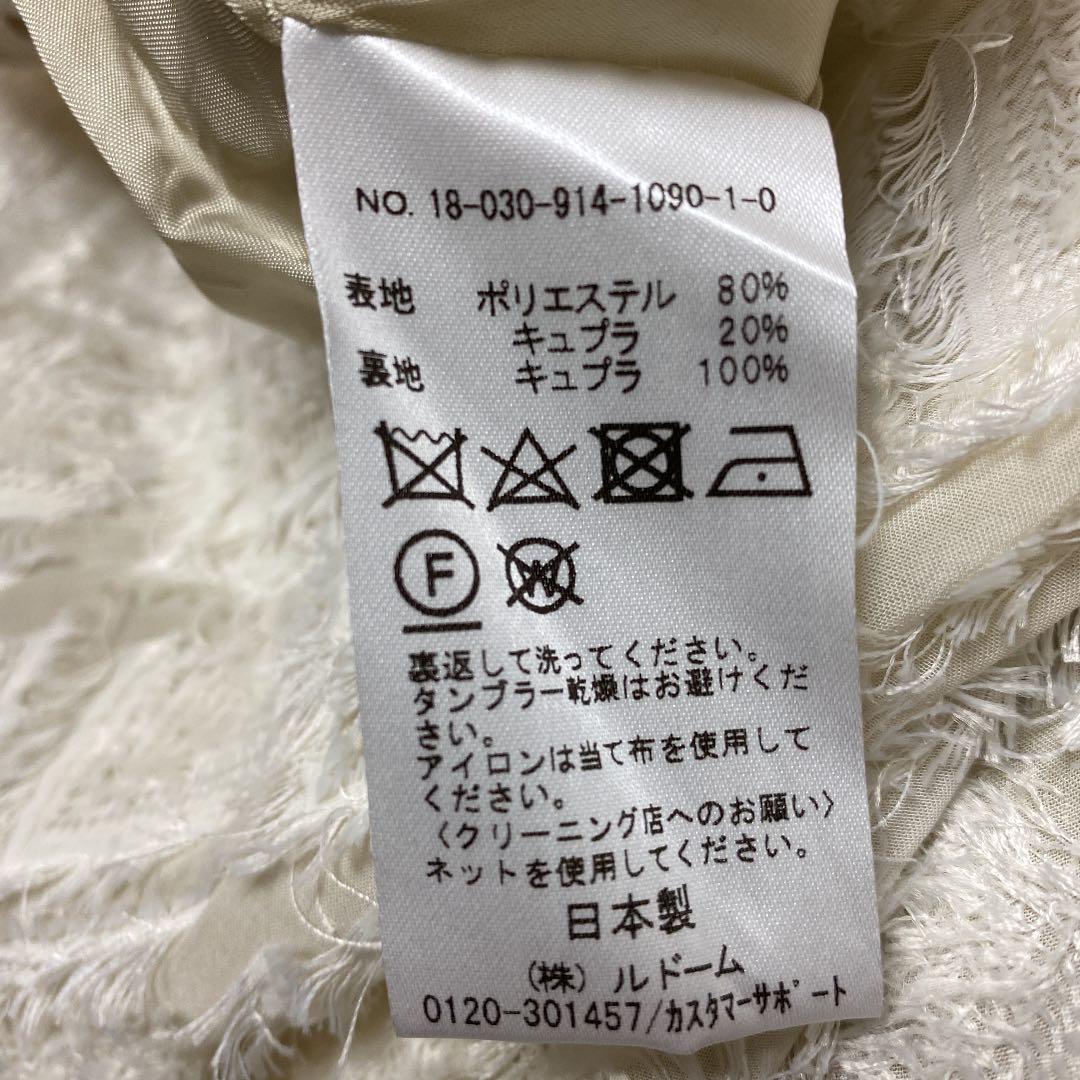 NO. 18-030-914-1090-1-0
表地 ポリエステル 80%
キュプラ 20%
裏地 キュプラ 100%
F W
裏返して洗ってください。
タンブラー乾燥はお避けくだ
さい。
アイロンは当て布を使用して
ください。
〈クリーニング店へのお願い〉
ネットを使用してください。
日本製
(株) ルドーム
0120-301457/カスタマーサポート